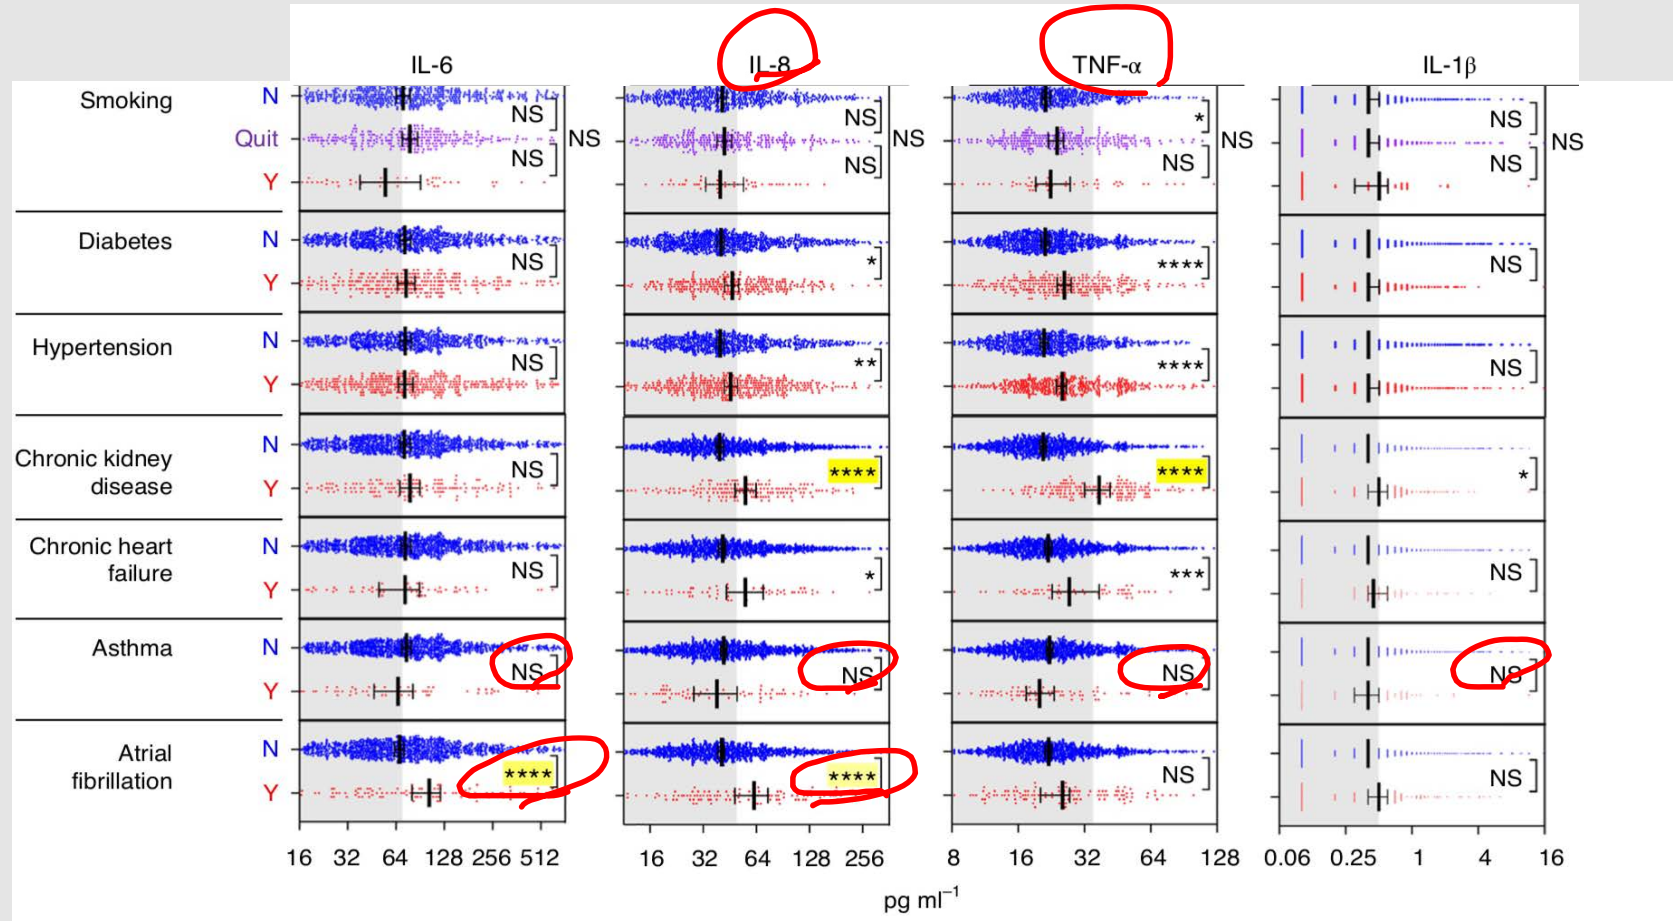 IL-6 IL-8 TNF-α IL-1β
Smoking N NS NS * NS
Quit NS NS NS NS
NS NS NS NS
Y
Diabetes N
NS * **** NS
Y
Hypertension N
NS ** **** NS
Y
Chronic kidney
disease
N
NS **** **** *
Y
Chronic heart
failure
N
NS * *** NS
Y
Asthma N
NS NS NS NS
Y
Atrial
fibrillation
N
**** **** NS NS
Y
16 32 64 128 256 512 16 32 64 128 256 8 16 32 64 128 0.06 0.25 1 4 16
pg ml⁻¹